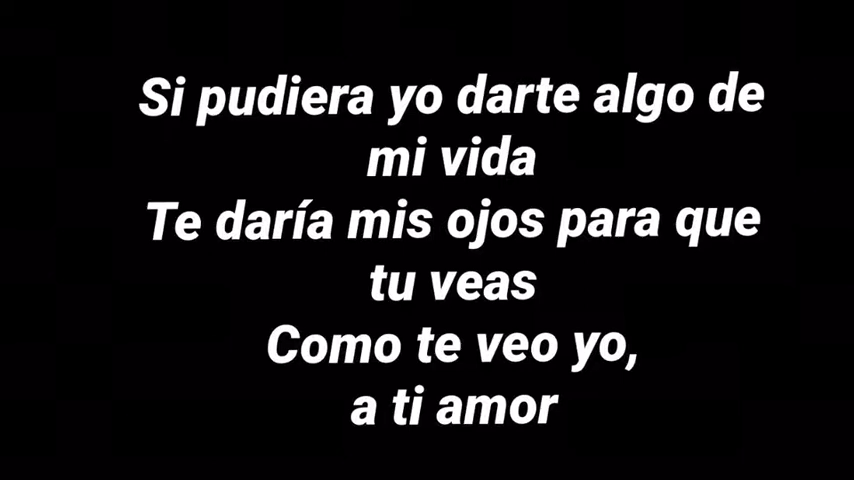 Si pudiera yo darte algo de
mi vida
Te daría mis ojos para que
tu veas
Como te veo yo,
a ti amor